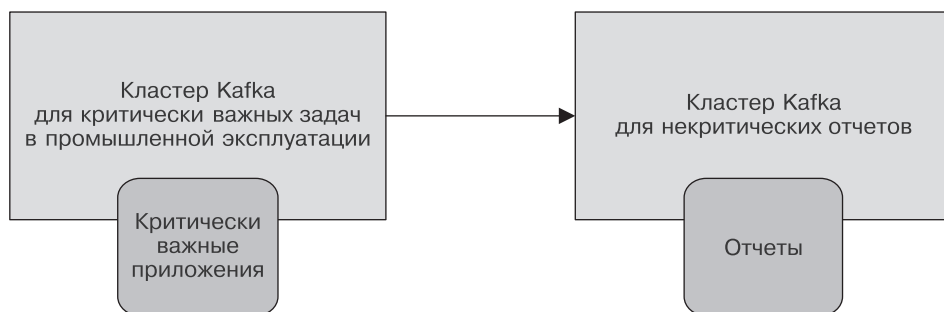 Кластер Kafka
для критически важных задач
в промышленной эксплуатации
Критически
важные
приложения
Кластер Kafka
для некритических отчетов
Отчеты